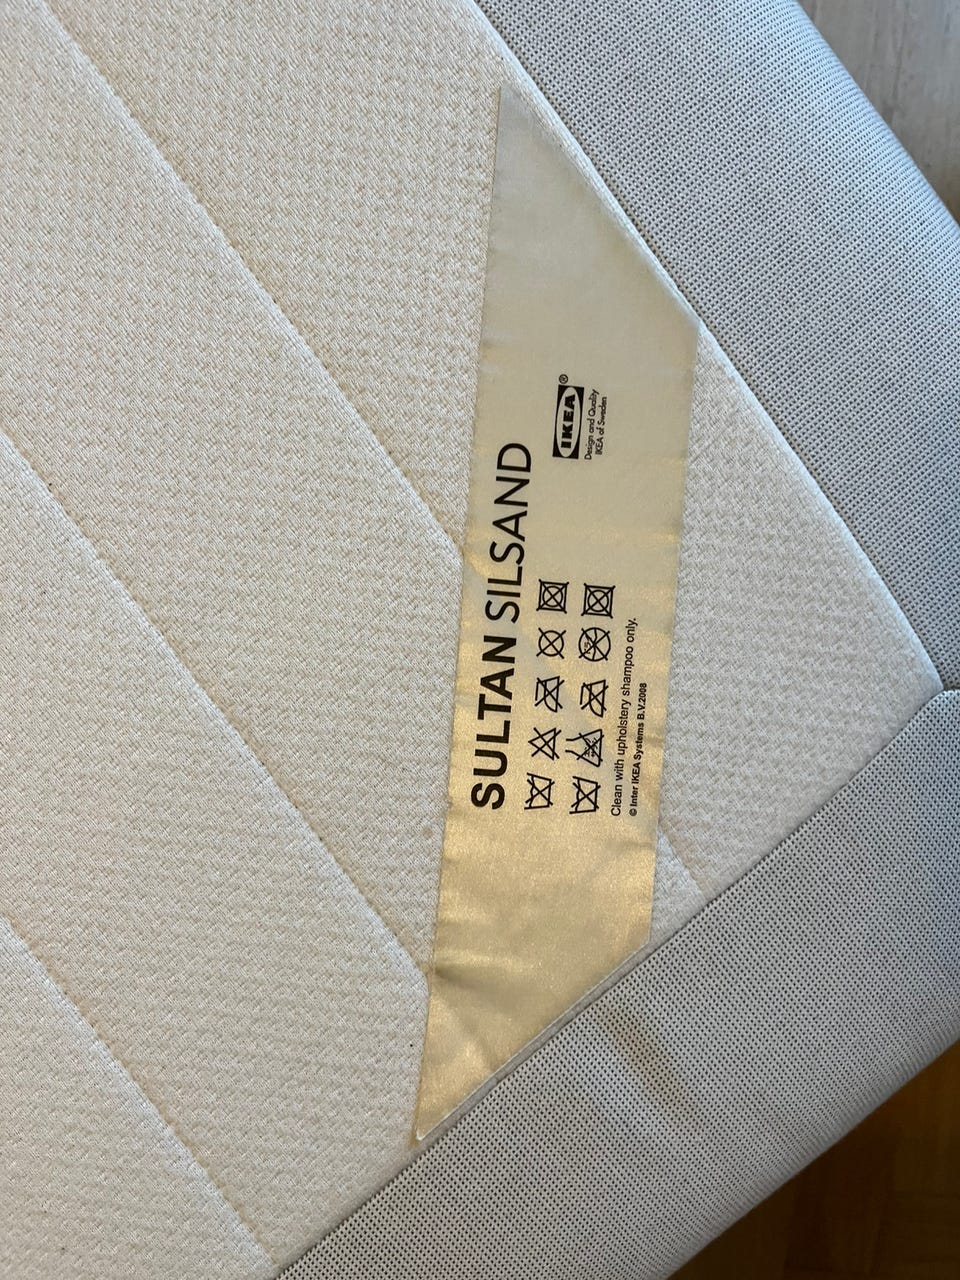 SULTAN SILSAND
IKEA®
Design and Quality
IKEA of Sweden
Clean with upholstery shampoo only.
© Inter IKEA Systems B.V.2008